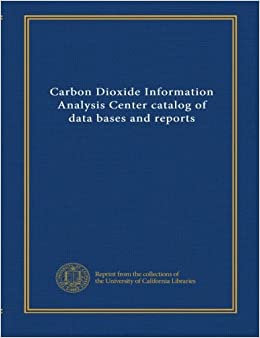 Carbon Dioxide Information
Analysis Center catalog of
data bases and reports
Reprint from the collections of
the University of California Libraries